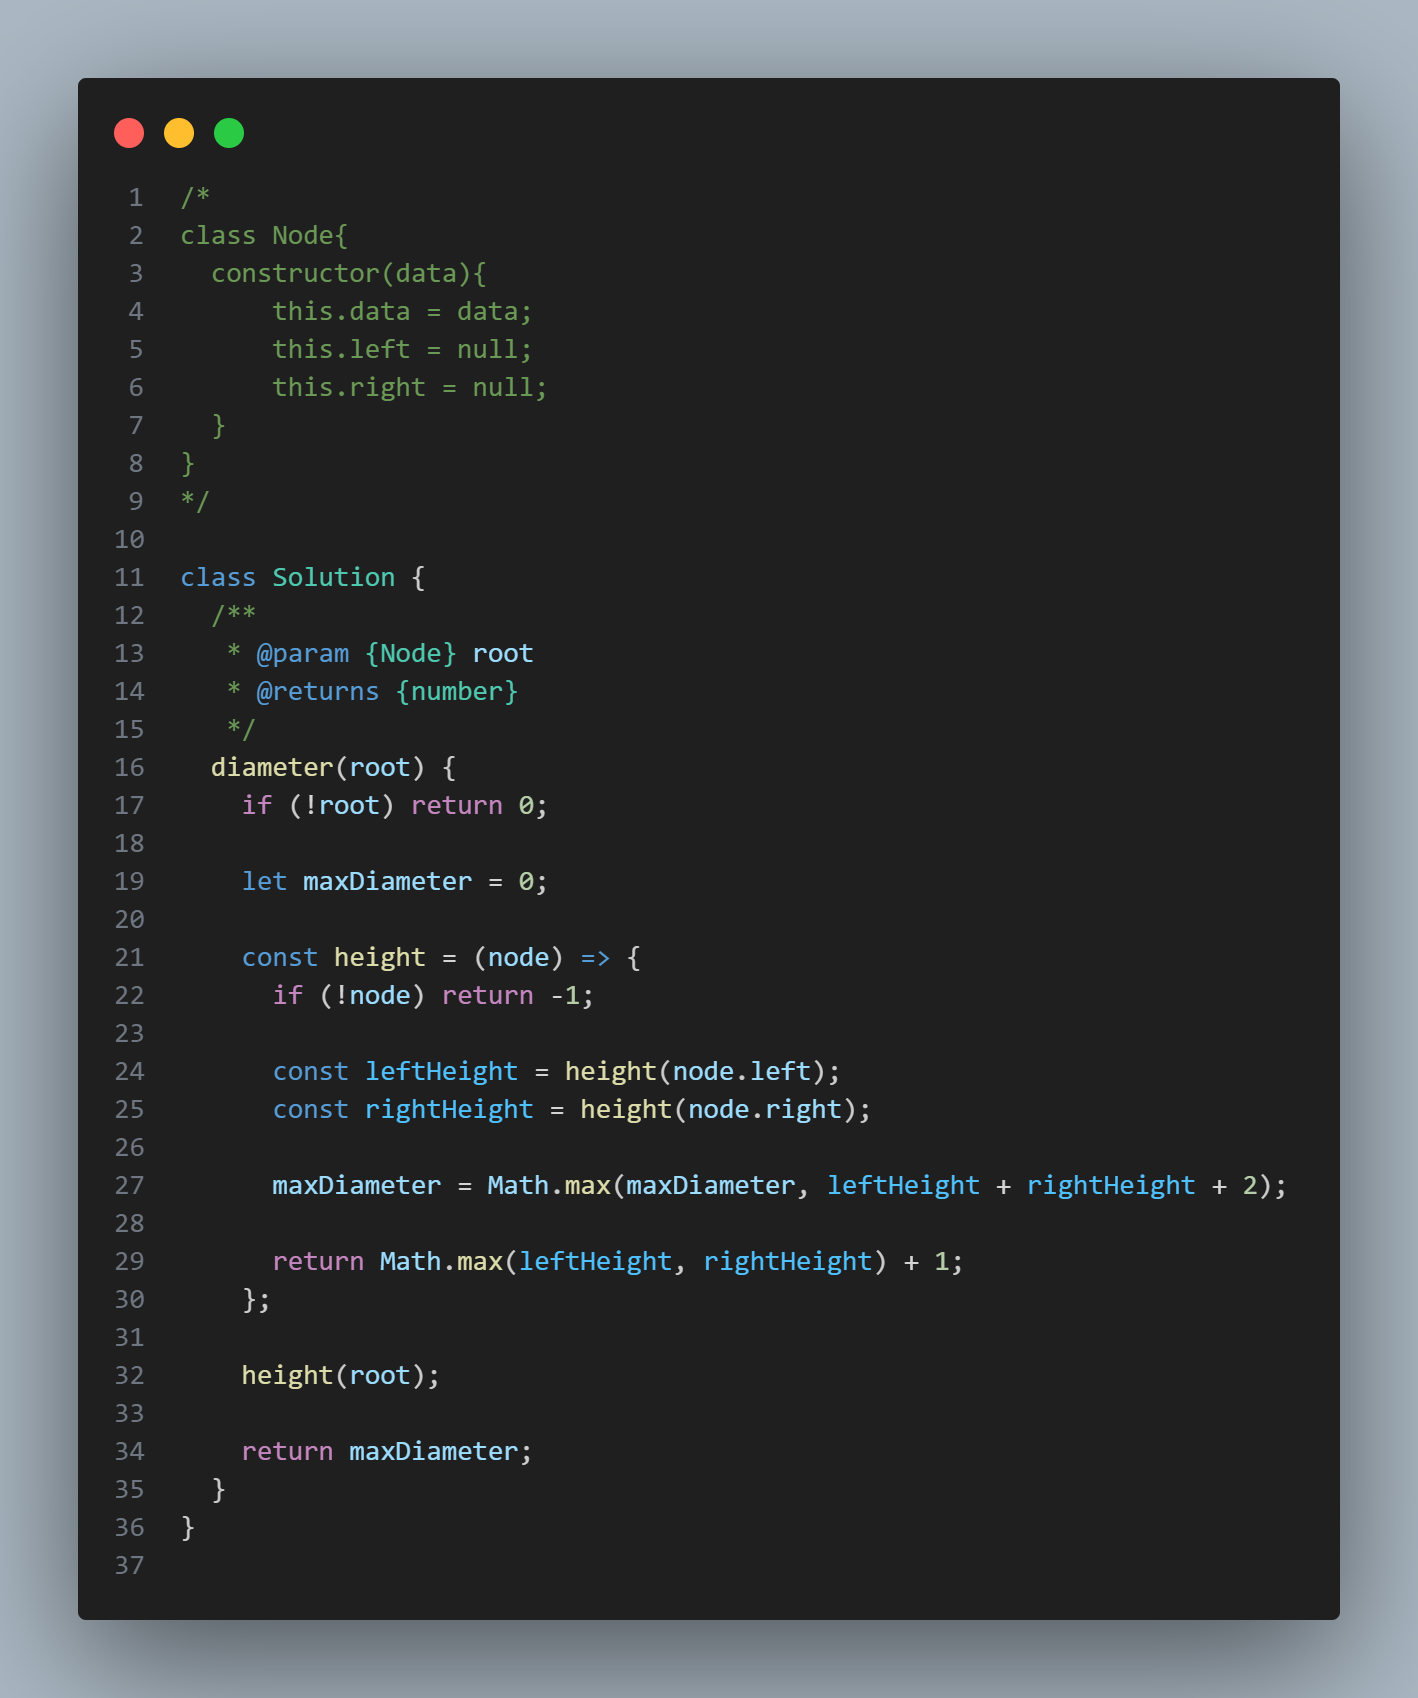 1 /*
2 class Node{
3   constructor(data){
4       this.data = data;
5       this.left = null;
6       this.right = null;
7   }
8 }
9 */
10
11 class Solution {
12   /**
13    * @param {Node} root
14    * @returns {number}
15    */
16   diameter(root) {
17     if (!root) return 0;
18
19     let maxDiameter = 0;
20
21     const height = (node) => {
22       if (!node) return -1;
23
24       const leftHeight = height(node.left);
25       const rightHeight = height(node.right);
26
27       maxDiameter = Math.max(maxDiameter, leftHeight + rightHeight + 2);
28
29       return Math.max(leftHeight, rightHeight) + 1;
30     };
31
32     height(root);
33
34     return maxDiameter;
35   }
36 }
37